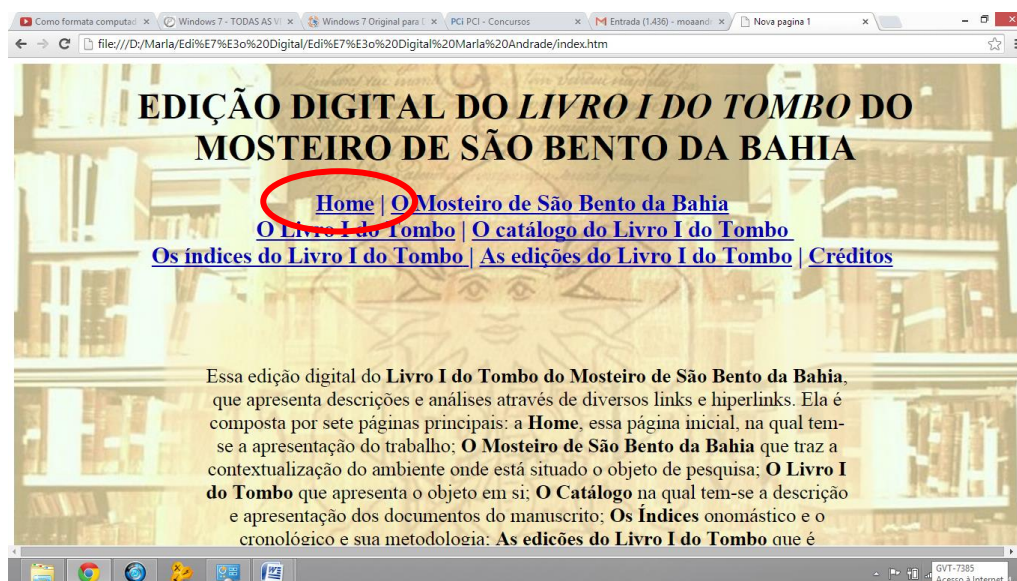 Como formata computad
Windows 7 - TODAS AS VI
Windows 7 Original para D
PCI PCI - Concursos
Entrada (1.436) - moaandr
Nova pagina 1
file:///D:/Marla/Edi%E7%E3o%20Digital/Edi%E7%E3o%20Digital%20Marla%20Andrade/index.htm
EDIÇÃO DIGITAL DO LIVRO I DO TOMBO DO
MOSTEIRO DE SÃO BENTO DA BAHIA
Home | O Mosteiro de São Bento da Bahia
O Livro I do Tombo | O catálogo do Livro I do Tombo
Os índices do Livro I do Tombo | As edições do Livro I do Tombo | Créditos
Essa edição digital do Livro I do Tombo do Mosteiro de São Bento da Bahia,
que apresenta descrições e análises através de diversos links e hiperlinks. Ela é
composta por sete páginas principais: a Home, essa página inicial, na qual tem-
se a apresentação do trabalho; O Mosteiro de São Bento da Bahia que traz a
contextualização do ambiente onde está situado o objeto de pesquisa; O Livro I
do Tombo que apresenta o objeto em si; O Catálogo na qual tem-se a descrição
e apresentação dos documentos do manuscrito; Os Índices onomástico e o
cronológico e sua metodologia; As edições do Livro I do Tombo que é
GVT-7385
Acesso à Internet